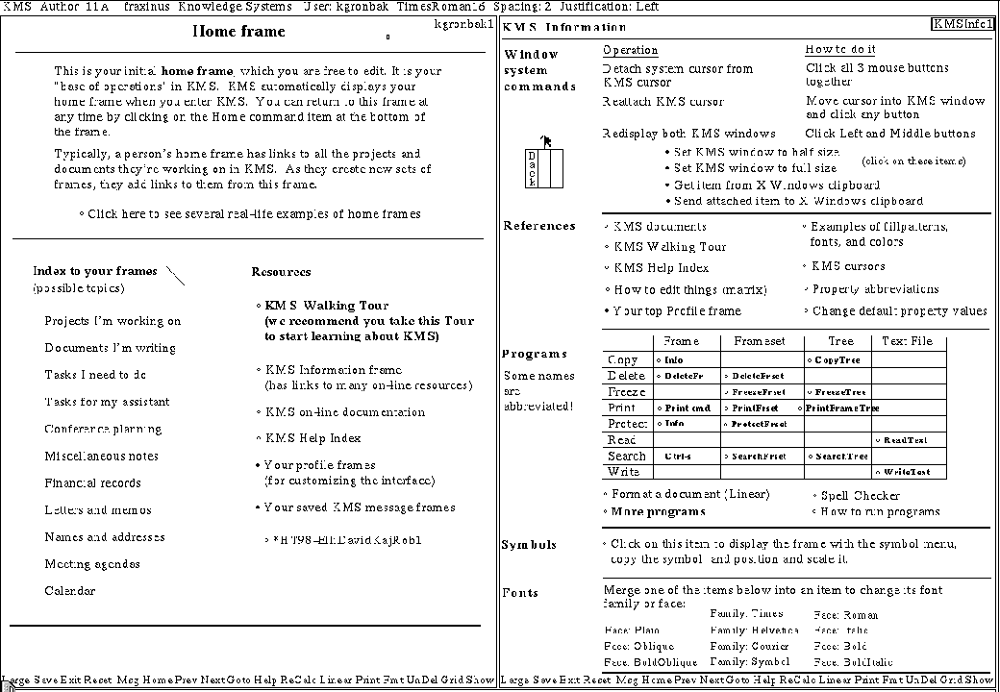 KMS Author 11A fraxinus Knowledge Systems User: kgronbak TimesRoman16 Spacing: 2 Justification: Left
Home frame
kgronbak1
This is your initial home frame, which you are free to edit. It is your
"base of operations" in KMS. KMS automatically displays your
home frame when you enter KMS. You can return to this frame at
any time by clicking on the Home command item at the bottom of
the frame.
Typically, a person's home frame has links to all the projects and
documents they're working on in KMS. As they create new sets of
frames, they add links to them from this frame.
° Click here to see several real-life examples of home frames
Index to your frames
(possible topics)
Projects I'm working on
Documents I'm writing
Tasks I need to do
Tasks for my assistant
Conference planning
Miscellaneous notes
Financial records
Letters and memos
Names and addresses
Meeting agendas
Calendar
Resources
° KMS Walking Tour
(we recommend you take this Tour
to start learning about KMS)
° KMS Information frame
(has links to many on-line resources)
° KMS on-line documentation
° KMS Help Index
• Your profile frames
(for customizing the interface)
• Your saved KMS message frames
Large Save Exit Reset Msg Home Prev Next Goto Help ReCalc Linear Print Fmt UnDel Grid Show
KMS Information
KMSInfo1
Window
system
commands
Operation How to do it
Detach system cursor from
KMS cursor
Click all 3 mouse buttons
together
Reattach KMS cursor
Move cursor into KMS window
and click any button
Redisplay both KMS windows Click Left and Middle buttons
• Set KMS window to half size
• Set KMS window to full size
(click on these items)
• Get item from X Windows clipboard
• Send attached item to X Windows clipboard
Back
References
° KMS documents
° KMS Walking Tour
° KMS Help Index
° How to edit things (matrix)
• Your top Profile frame
° Examples of fillpatterns,
fonts, and colors
° KMS cursors
° Property abbreviations
° Change default property values
Programs
Some names
are
abbreviated!
Frame Frameset Tree Text File
Copy ° Info ° CopyTree
Delete ° DeleteFr ° DeleteFrset
Freeze ° FreezeFrset ° FreezeTree
Print ° Print cmd ° PrintFrset ° PrintFrameTree
Protect ° Info ° ProtectFrset
Read ° ReadText
Search Ctrl-s ° SearchFrset ° SearchTree
Write ° WriteText
° Format a document (Linear)
° More programs
° Spell Checker
° How to run programs
Symbols
° Click on this item to display the frame with the symbol menu,
copy the symbol and position and scale it.
Fonts
Merge one of the items below into an item to change its font
family or face:
Family: Times Face: Roman
Face: Plain Family: Helvetica Face: Italic
Face: Oblique Family: Courier Face: Bold
Face: BoldOblique Family: Symbol Face: BoldItalic
Large Save Exit Reset Msg Home Prev Next Goto Help ReCalc Linear Print Fmt UnDel Grid Show